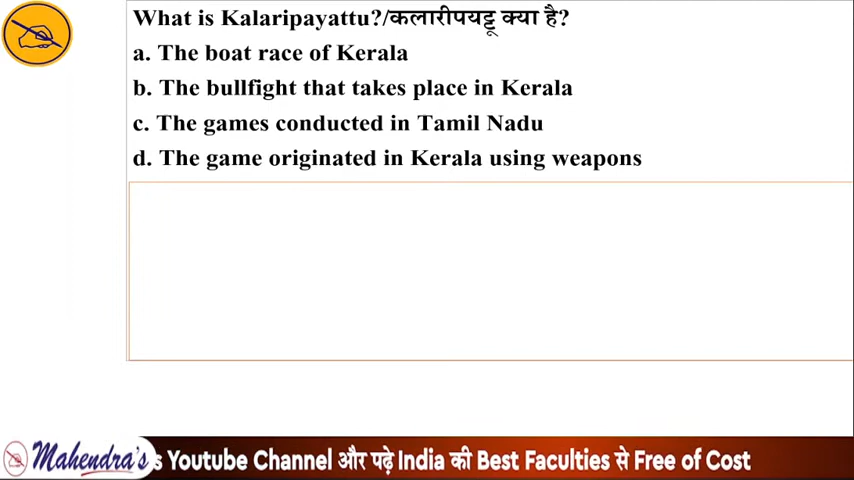 What is Kalaripayattu?/कलारीपयट्टू क्या है?
a. The boat race of Kerala
b. The bullfight that takes place in Kerala
c. The games conducted in Tamil Nadu
d. The game originated in Kerala using weapons
Mahendra's s Youtube Channel और पढ़े India की Best Faculties से Free of Cost